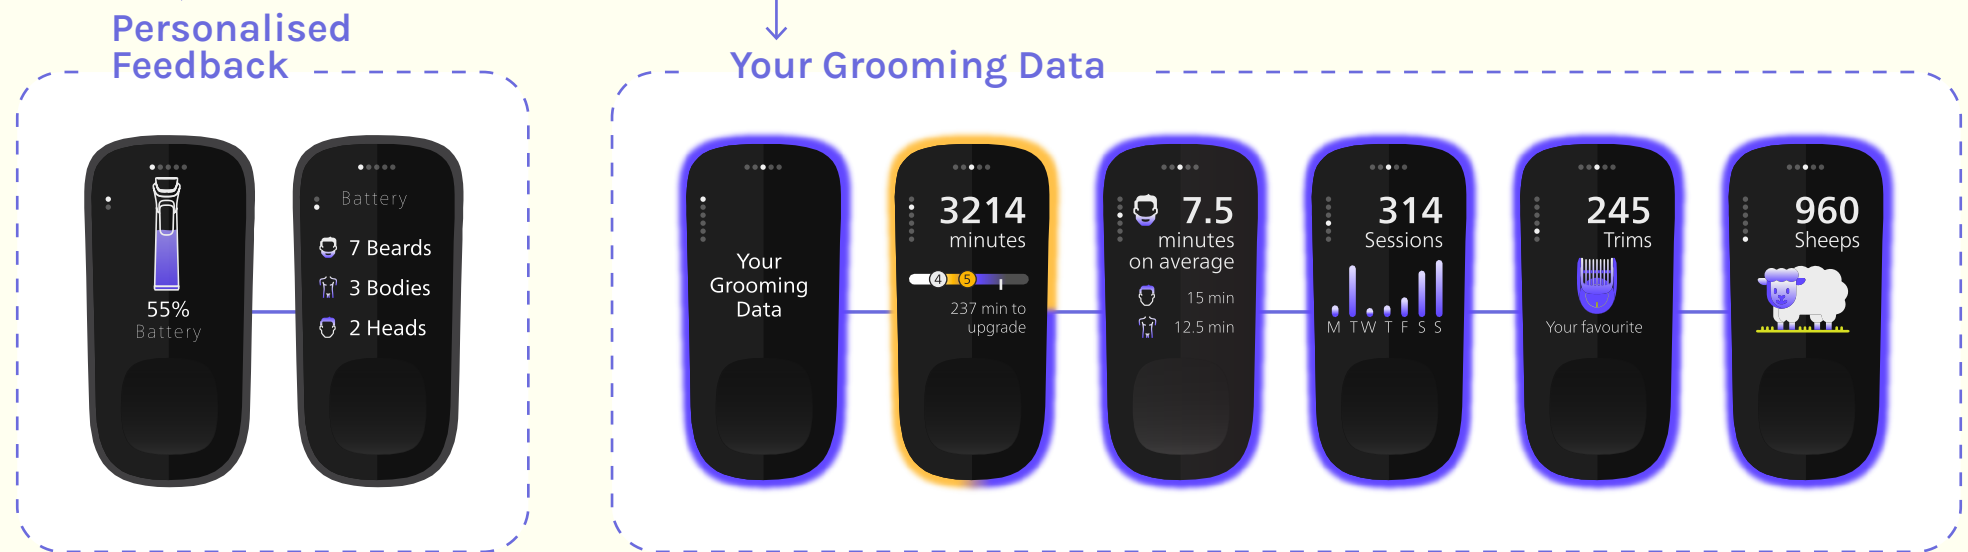 Personalised
Feedback
55%
Battery
Battery
7 Beards
3 Bodies
2 Heads
Your Grooming Data
Your
Grooming
Data
3214
minutes
4 5
237 min to
upgrade
7.5
minutes
on average
15 min
12.5 min
314
Sessions
M T W T F S S
245
Trims
Your favourite
960
Sheeps